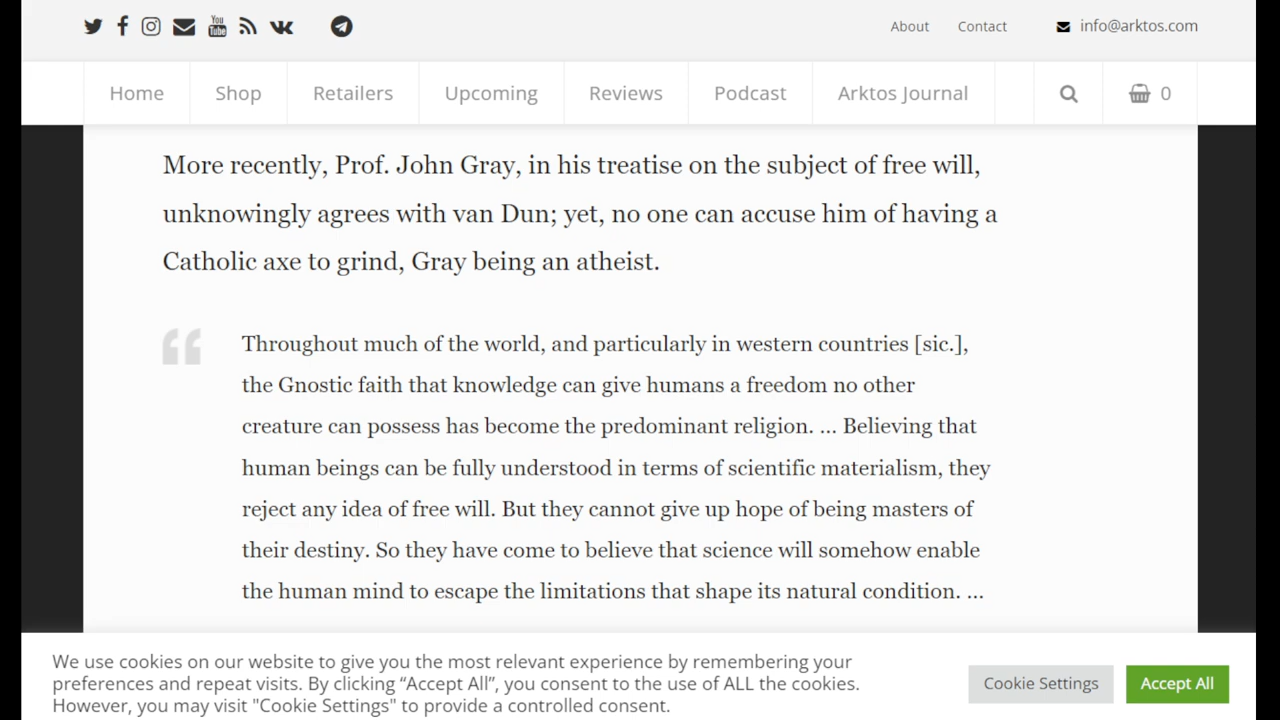 You Tube
About Contact info@arktos.com
Home Shop Retailers Upcoming Reviews Podcast Arktos Journal 0
More recently, Prof. John Gray, in his treatise on the subject of free will,
unknowingly agrees with van Dun; yet, no one can accuse him of having a
Catholic axe to grind, Gray being an atheist.
“
Throughout much of the world, and particularly in western countries [sic.],
the Gnostic faith that knowledge can give humans a freedom no other
creature can possess has become the predominant religion. ... Believing that
human beings can be fully understood in terms of scientific materialism, they
reject any idea of free will. But they cannot give up hope of being masters of
their destiny. So they have come to believe that science will somehow enable
the human mind to escape the limitations that shape its natural condition. ...
We use cookies on our website to give you the most relevant experience by remembering your
preferences and repeat visits. By clicking “Accept All”, you consent to the use of ALL the cookies.
However, you may visit "Cookie Settings" to provide a controlled consent.
Cookie Settings Accept All